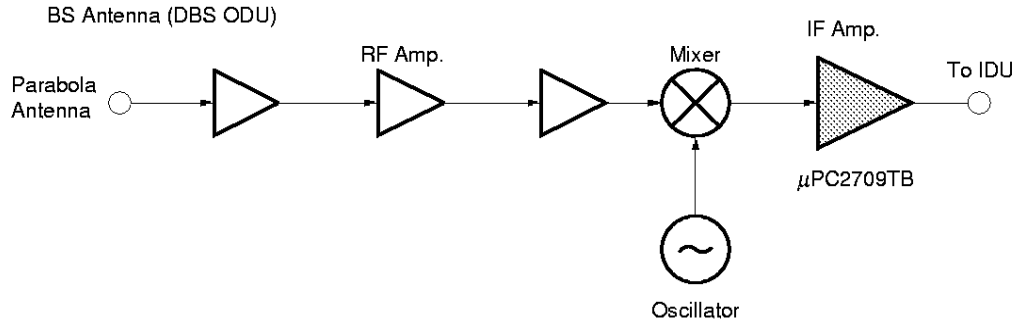 BS Antenna (DBS ODU)
IF Amp.
RF Amp.
Mixer
To IDU
Parabola
Antenna
μPC2709TB
Oscillator